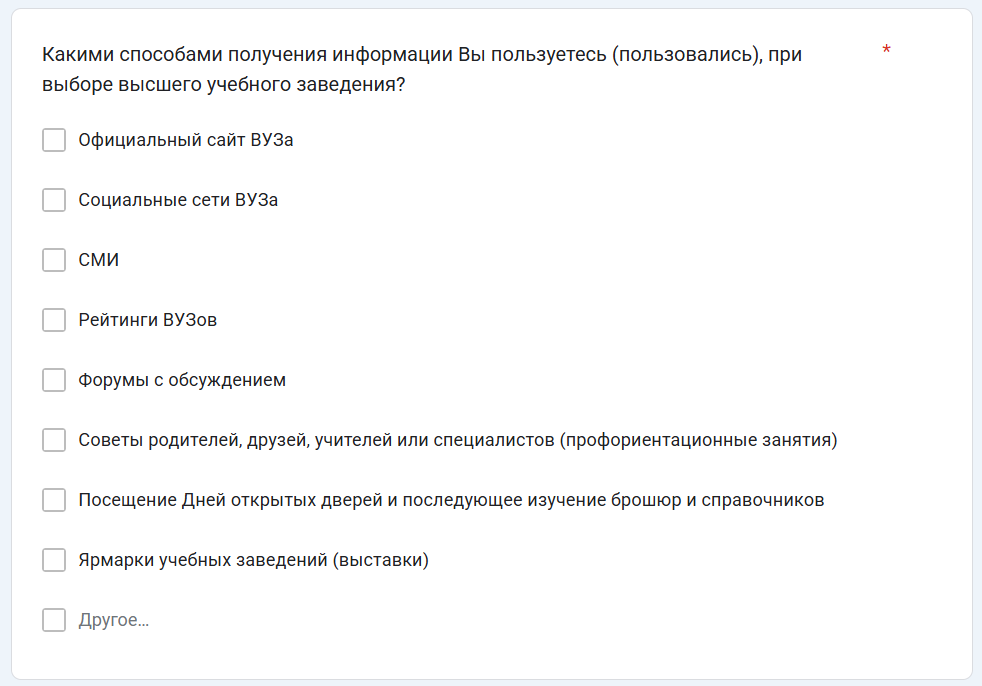 Какими способами получения информации Вы пользуетесь (пользовались), при *
выборе высшего учебного заведения?
Официальный сайт ВУЗа
Социальные сети ВУЗа
СМИ
Рейтинги ВУЗов
Форумы с обсуждением
Советы родителей, друзей, учителей или специалистов (профориентационные занятия)
Посещение Дней открытых дверей и последующее изучение брошюр и справочников
Ярмарки учебных заведений (выставки)
Другое…